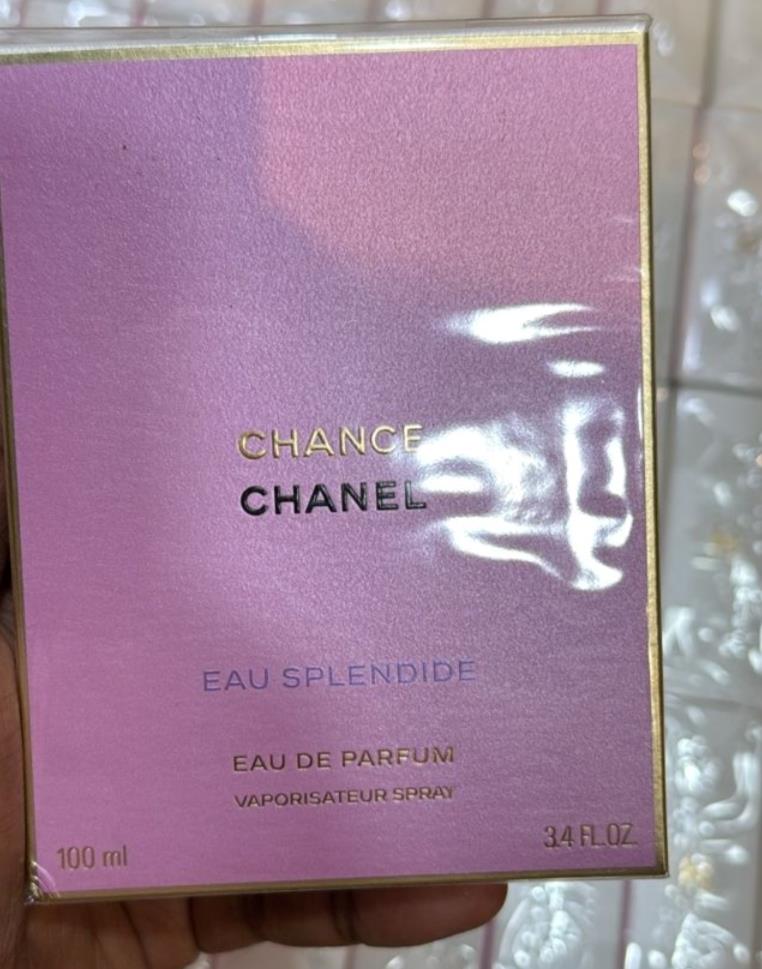 CHANCE
CHANEL
EAU SPLENDIDE
EAU DE PARFUM
VAPORISATEUR SPRAY
100 ml
3.4 FL.OZ.